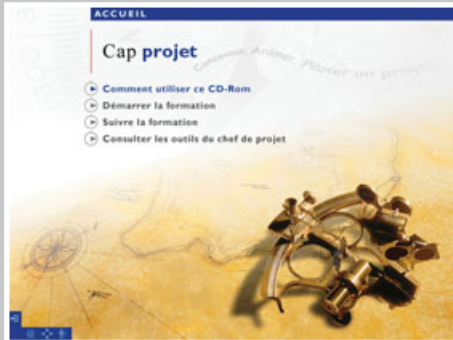 ACCUEIL
Cap projet
Concevoir, Animer, Piloter un projet
Comment utiliser ce CD-Rom
Démarrer la formation
Suivre la formation
Consulter les outils du chef de projet